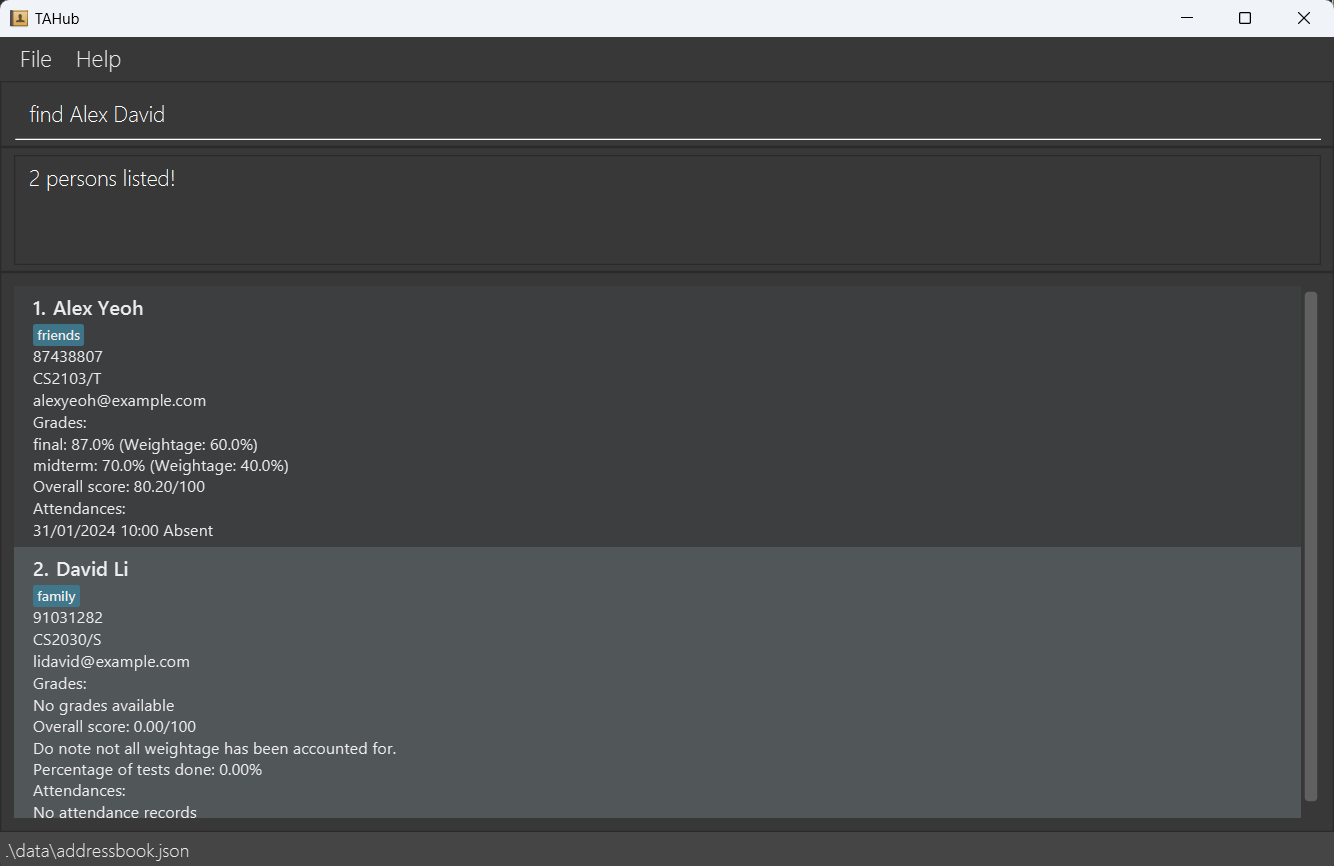 TAHub
File Help
find Alex David
2 persons listed!
1. Alex Yeoh
friends
87438807
CS2103/T
alexyeoh@example.com
Grades:
final: 87.0% (Weightage: 60.0%)
midterm: 70.0% (Weightage: 40.0%)
Overall score: 80.20/100
Attendances:
31/01/2024 10:00 Absent
2. David Li
family
91031282
CS2030/S
lidavid@example.com
Grades:
No grades available
Overall score: 0.00/100
Do note not all weightage has been accounted for.
Percentage of tests done: 0.00%
Attendances:
No attendance records
.\data\addressbook.json